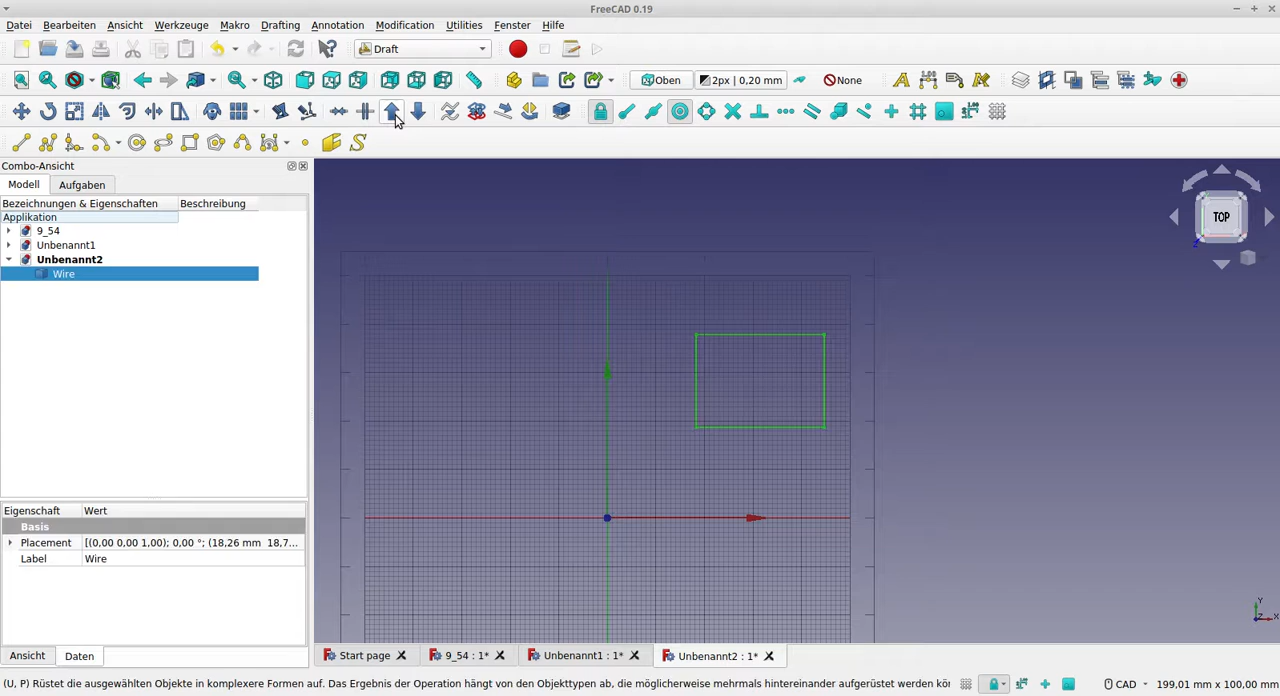 FreeCAD 0.19
Datei Bearbeiten Ansicht Werkzeuge Makro Drafting Annotation Modification Utilities Fenster Hilfe
Draft
Oben 2px | 0,20 mm None
Combo-Ansicht
Modell Aufgaben
Bezeichnungen & Eigenschaften Beschreibung
Applikation
9_54
Unbenannt1
Unbenannt2
Wire
TOP
Eigenschaft Wert
Basis
Placement [(0,00 0,00 1,00); 0,00 °; (18,26 mm 18,7...
Label Wire
Y
Z X
Ansicht Daten
Start page 9_54 : 1* Unbenannt1 : 1* Unbenannt2 : 1*
(U, P) Rüstet die ausgewählten Objekte in komplexere Formen auf. Das Ergebnis der Operation hängt von den Objekttypen ab, die möglicherweise mehrmals hintereinander aufgerüstet werden kör CAD 199,01 mm x 100,00 mm